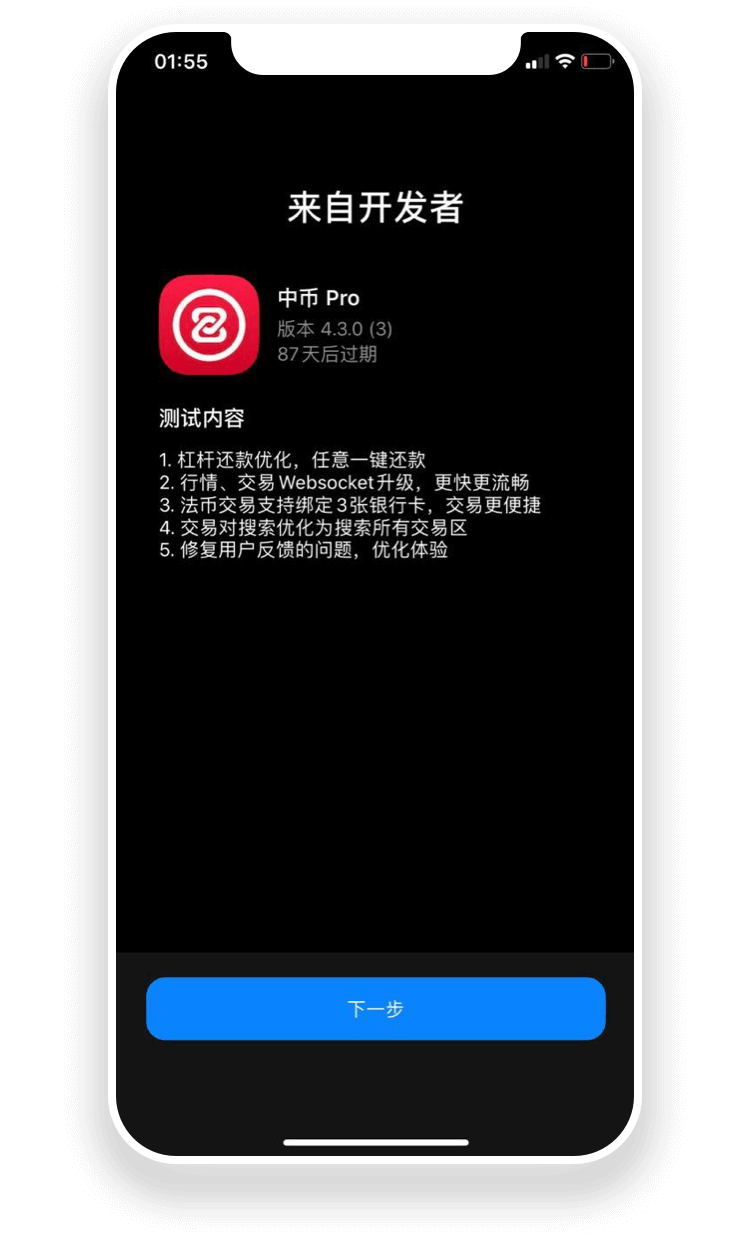 01:55
来自开发者
中币 Pro
版本 4.3.0 (3)
87天后过期
测试内容
1. 杠杆还款优化，任意一键还款
2. 行情、交易Websocket升级，更快更流畅
3. 法币交易支持绑定3张银行卡，交易更便捷
4. 交易对搜索优化为搜索所有交易区
5. 修复用户反馈的问题，优化体验
下一步